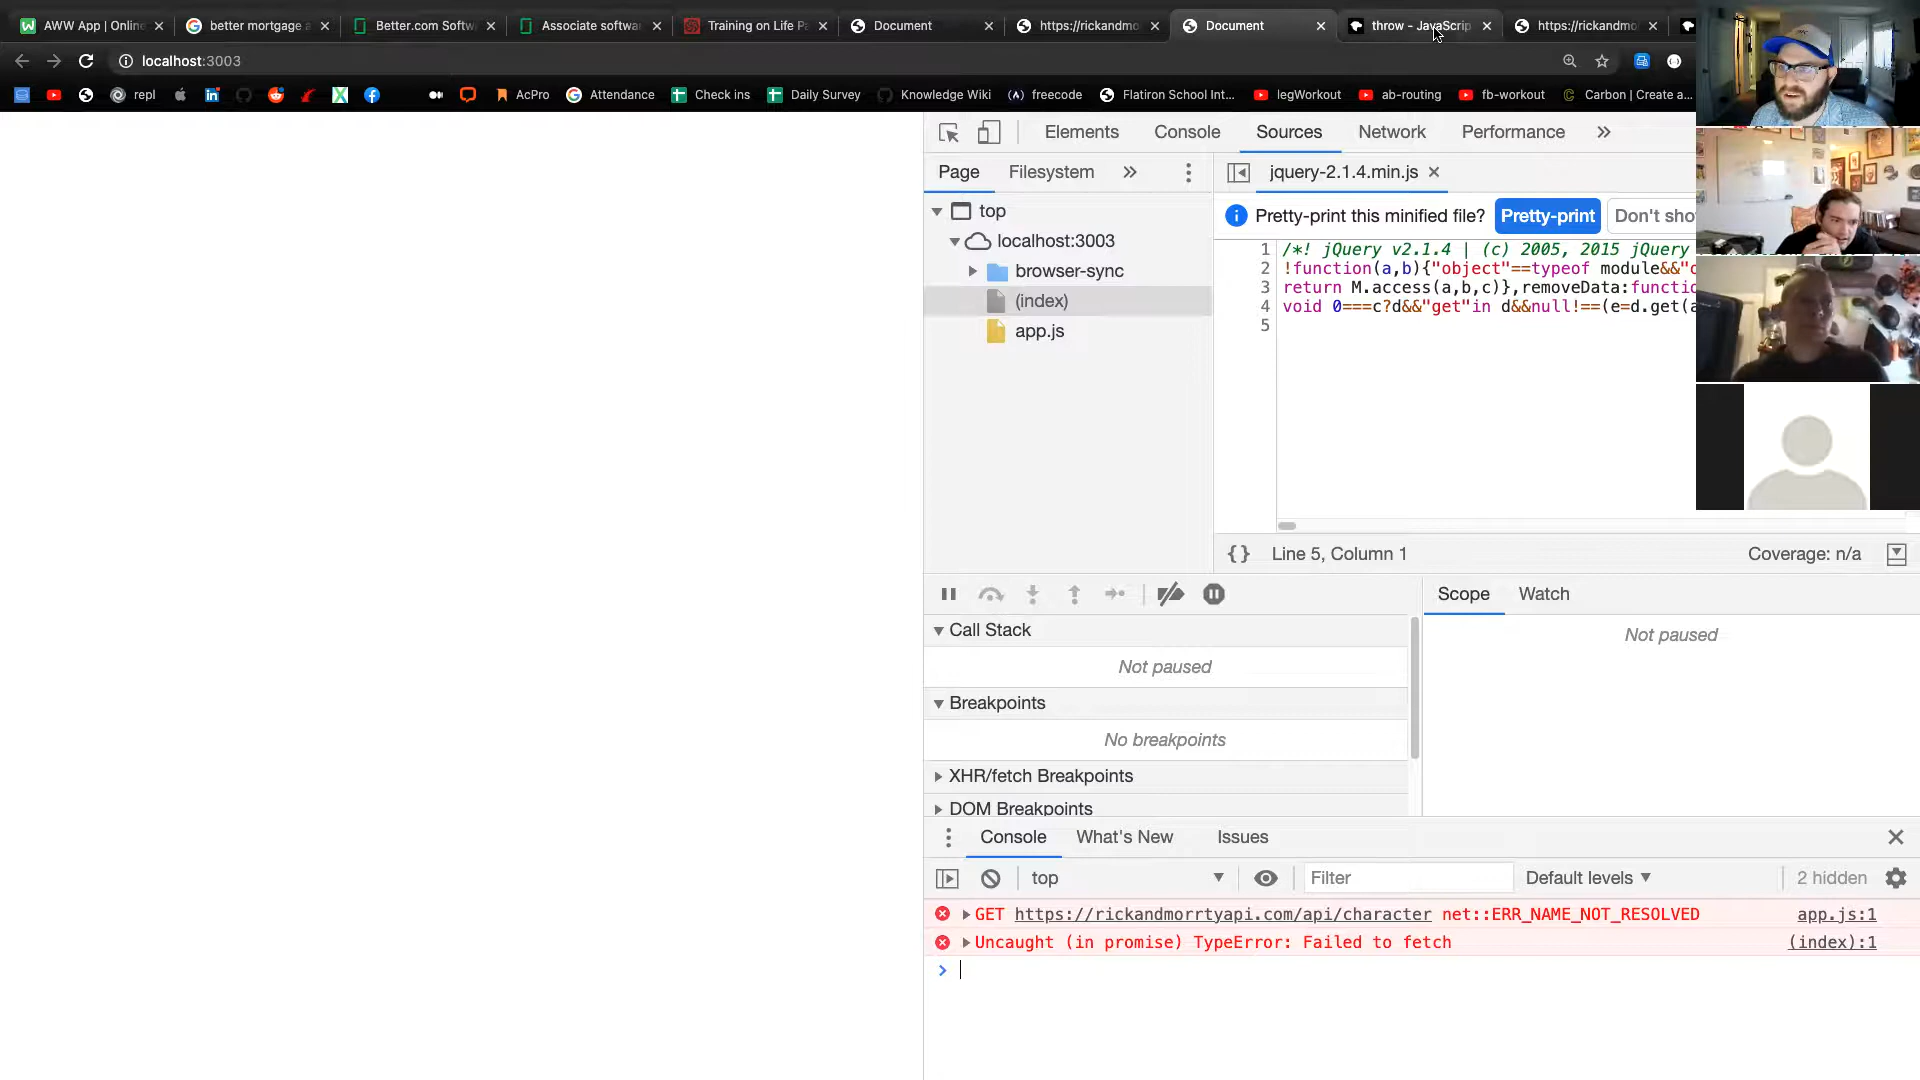 AWW App | Online
better mortgage a
Better.com Softw
Associate softwa
Training on Life P
Document
https://rickandmo
Document
throw - JavaScrip
https://rickandmo
localhost:3003
repl
AcPro
Attendance
Check ins
Daily Survey
Knowledge Wiki
freecode
Flatiron School Int...
legWorkout
ab-routing
fb-workout
Carbon | Create a...
Elements
Console
Sources
Network
Performance
Page
Filesystem
jquery-2.1.4.min.js
top
Pretty-print this minified file?
Pretty-print
Don't sho
localhost:3003
browser-sync
(index)
app.js
1 /*! jQuery v2.1.4 | (c) 2005, 2015 jQuery
2 !function(a,b){"object"==typeof module&&"
3 return M.access(a,b,c)},removeData:functio
4 void 0===c?d&&"get"in d&&null!==(e=d.get(a
5
{} Line 5, Column 1
Coverage: n/a
Scope
Watch
Call Stack
Not paused
Not paused
Breakpoints
No breakpoints
XHR/fetch Breakpoints
DOM Breakpoints
Console
What's New
Issues
top
Filter
Default levels
2 hidden
GET https://rickandmorrtyapi.com/api/character net::ERR_NAME_NOT_RESOLVED
app.js:1
Uncaught (in promise) TypeError: Failed to fetch
(index):1